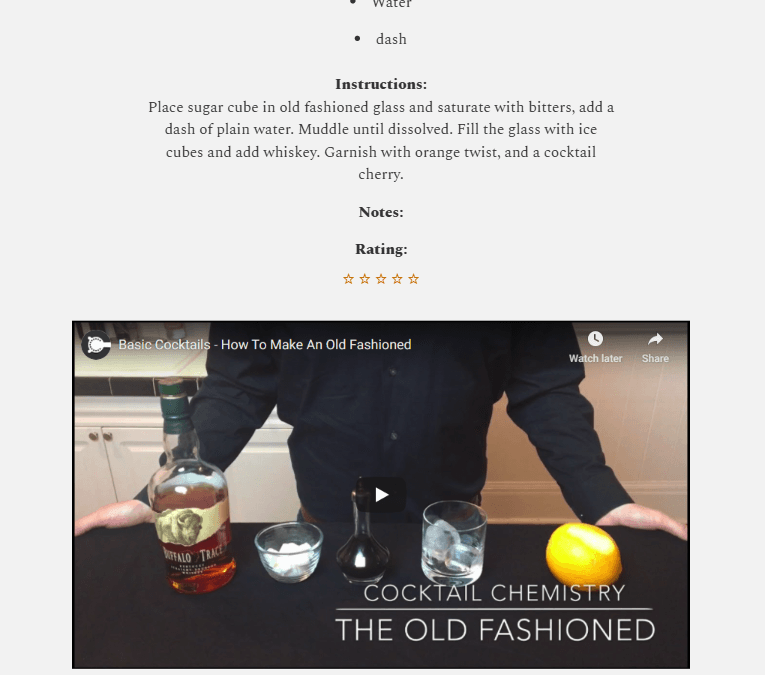 Water
dash
Instructions:
Place sugar cube in old fashioned glass and saturate with bitters, add a
dash of plain water. Muddle until dissolved. Fill the glass with ice
cubes and add whiskey. Garnish with orange twist, and a cocktail
cherry.
Notes:
Rating:
Basic Cocktails - How To Make An Old Fashioned
Watch later
Share
BUFFALO TRACE
COCKTAIL CHEMISTRY
THE OLD FASHIONED